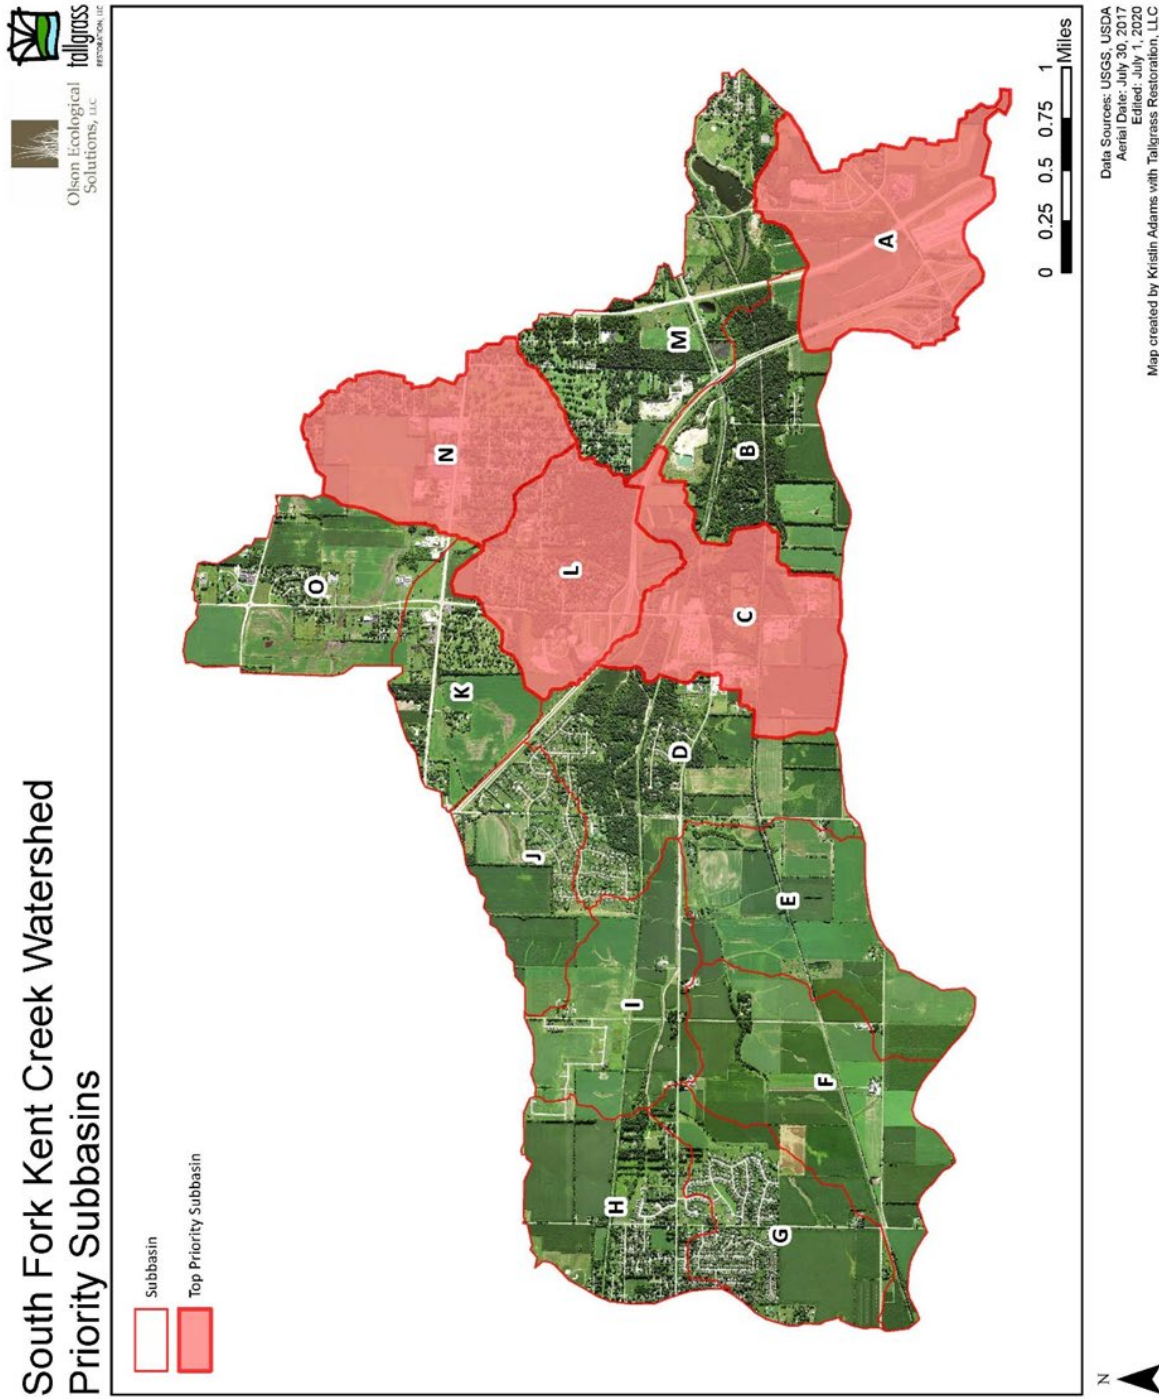 South Fork Kent Creek Watershed
Priority Subbasins
Olson Ecological
Solutions, LLC
tallgrass
RESTORATION, LLC
Subbasin
Top Priority Subbasin
O
N
K
L
J
M
H
I
D
C
B
G
F
E
A
0 0.25 0.5 0.75 1
Miles
N
Data Sources: USGS, USDA
Aerial Date: July 30, 2017
Edited: July 1, 2020
Map created by Kristin Adams with Tallgrass Restoration, LLC